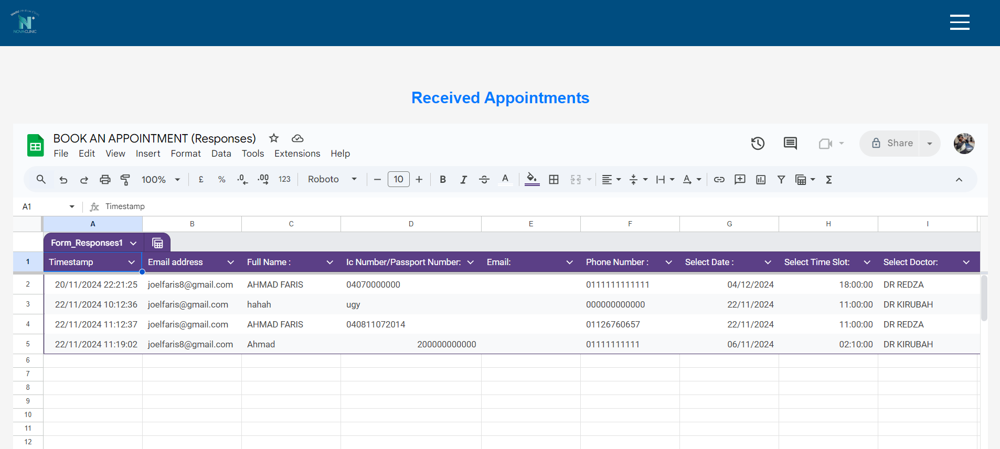 NOVACLINIC
Received Appointments
BOOK AN APPOINTMENT (Responses)
File Edit View Insert Format Data Tools Extensions Help
Share
100% £ % .0 .00 123 Roboto 10 B I S A A Σ
A1 fx Timestamp
A B C D E F G H I
Form_Responses1
1 Timestamp Email address Full Name : Ic Number/Passport Number: Email: Phone Number : Select Date : Select Time Slot: Select Doctor:
2 20/11/2024 22:21:25 joelfaris8@gmail.com AHMAD FARIS 04070000000 0111111111111 04/12/2024 18:00:00 DR REDZA
3 22/11/2024 10:12:36 joelfaris@gmail.com hahah ugy 000000000000 22/11/2024 11:00:00 DR KIRUBAH
4 22/11/2024 11:12:37 joelfaris@gmail.com AHMAD FARIS 040811072014 01126760657 22/11/2024 11:00:00 DR REDZA
5 22/11/2024 11:19:02 joelfaris8@gmail.com Ahmad 200000000000 01111111111 06/11/2024 02:10:00 DR KIRUBAH
6
7
8
9
10
11
12